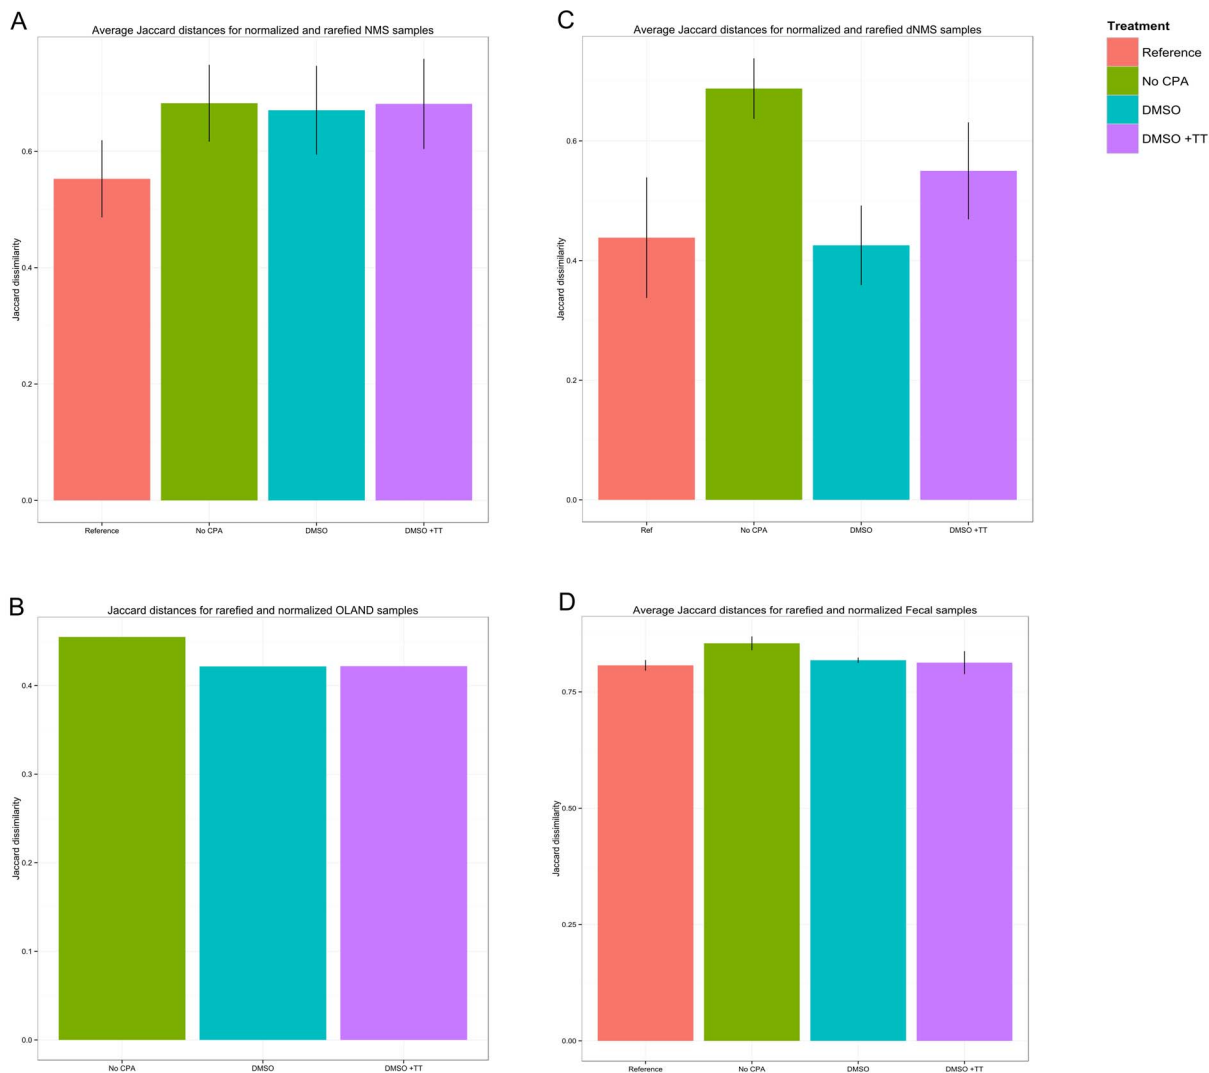 A
Average Jaccard distances for normalized and rarefied NMS samples
Jaccard dissimilarity
0.6
0.4
0.2
0.0
Reference No CPA DMSO DMSO +TT
C
Average Jaccard distances for normalized and rarefied dNMS samples
Jaccard dissimilarity
0.6
0.4
0.2
0.0
Ref No CPA DMSO DMSO +TT
Treatment
Reference
No CPA
DMSO
DMSO +TT
B
Jaccard distances for rarefied and normalized OLAND samples
Jaccard dissimilarity
0.4
0.3
0.2
0.1
0.0
No CPA DMSO DMSO +TT
D
Average Jaccard distances for rarefied and normalized Fecal samples
Jaccard dissimilarity
0.75
0.50
0.25
0.00
Reference No CPA DMSO DMSO +TT